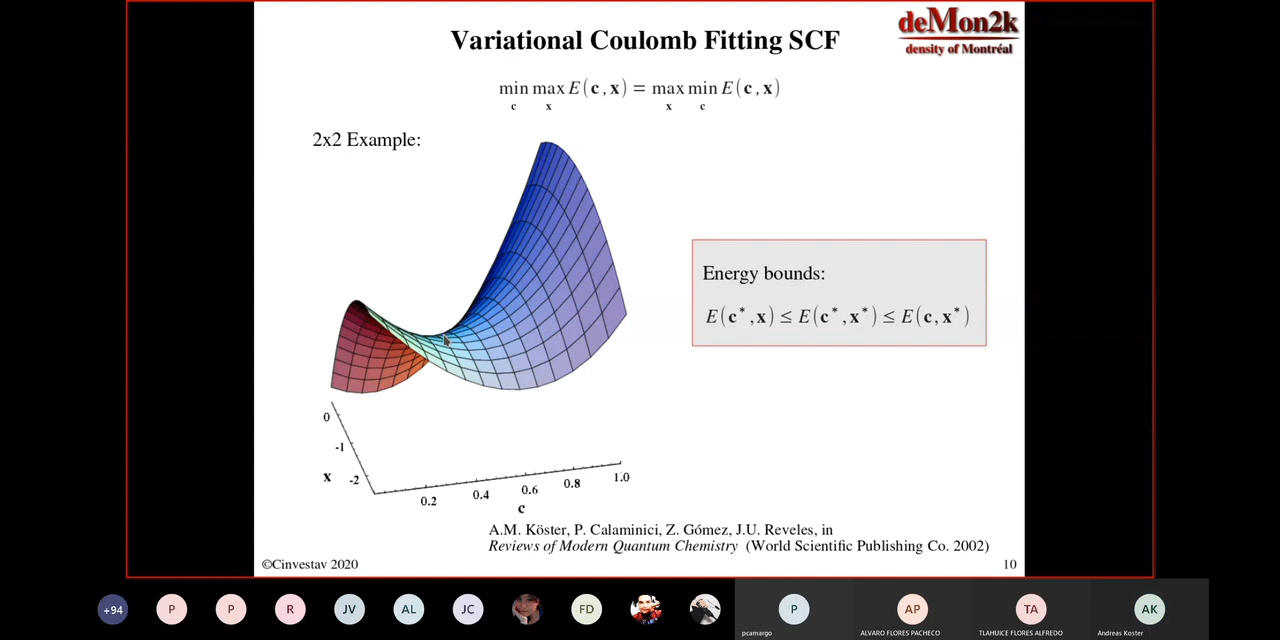 Variational Coulomb Fitting SCF
deMon2k
density of Montréal
min max E(c,x) = max min E(c,x)
c x x c
2x2 Example:
Energy bounds:
E(c*,x) ≤ E(c*,x*) ≤ E(c,x*)
0
-1
x -2
0.2 0.4 0.6 0.8 1.0
c
A.M. Köster, P. Calaminici, Z. Gómez, J.U. Reveles, in
Reviews of Modern Quantum Chemistry (World Scientific Publishing Co. 2002)
©Cinvestav 2020 10
+94 P P R JV AL JC FD P AP TA AK
pcamargo ALVARO FLORES PACHECO TLAHUICE FLORES ALFREDO Andreas Koster